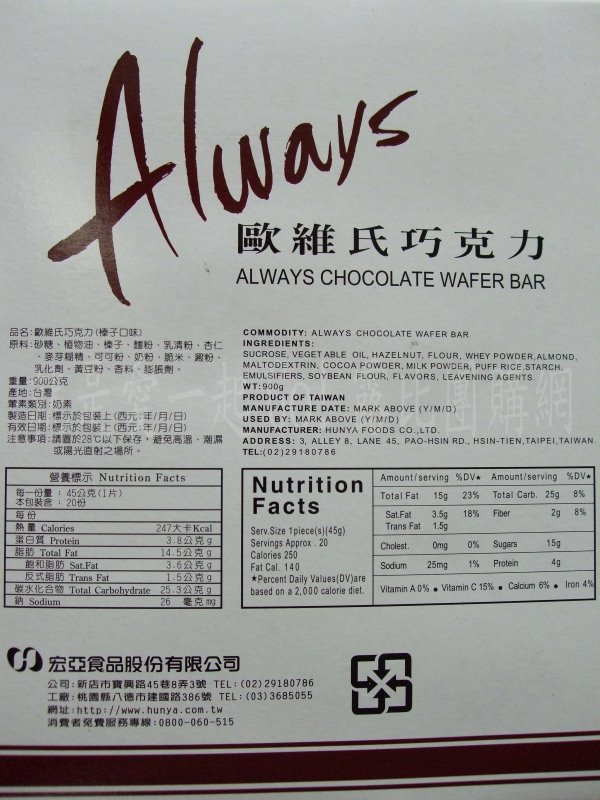 Always
歐維氏巧克力
ALWAYS CHOCOLATE WAFER BAR
品名:歐維氏巧克力(榛子口味)
原料:砂糖、植物油、榛子、麵粉、乳清粉、杏仁
、麥芽糊精、可可粉、奶粉、脆米、澱粉、
乳化劑、黃豆粉、香料、膨脹劑。
重量:900公克
產地:台灣
葷素類別:奶素
製造日期:標示於包裝上(西元:年/月/日)
有效日期:標示於包裝上(西元:年/月/日)
注意事項:請置於28℃以下保存,避免高溫、潮濕
或陽光直射之場所。
COMMODITY: ALWAYS CHOCOLATE WAFER BAR
INGREDIENTS:
SUCROSE, VEGETABLE OIL, HAZELNUT, FLOUR, WHEY POWDER,ALMOND,
MALTODEXTRIN, COCOA POWDER, MILK POWDER, PUFF RICE,STARCH,
EMULSIFIERS, SOYBEAN FLOUR, FLAVORS, LEAVENING AGENTS.
WT:900g
PRODUCT OF TAIWAN
MANUFACTURE DATE: MARK ABOVE (Y/M/D)
USED BY: MARK ABOVE (Y/M/D)
MANUFACTURER: HUNYA FOODS CO.,LTD.
ADDRESS: 3, ALLEY 8, LANE 45, PAO-HSIN RD., HSIN-TIEN,TAIPEI,TAIWAN.
TEL:(02)29180786
營養標示 Nutrition Facts
每一份量:45公克(1片)
本包裝含:20份
每份
熱量 Calories 247大卡Kcal
蛋白質 Protein 3.8公克g
脂肪 Total Fat 14.5公克g
飽和脂肪 Sat.Fat 3.6公克g
反式脂肪 Trans Fat 1.5公克g
碳水化合物 Total Carbohydrate 25.3公克g
鈉 Sodium 26 毫克mg
Nutrition
Facts
Serv.Size 1piece(s)(45g)
Servings Approx. 20
Calories 250
Fat Cal. 140
★Percent Daily Values(DV)are
based on a 2,000 calorie diet.
Amount/serving %DV★ Amount/serving %DV★
Total Fat 15g 23% Total Carb. 25g 8%
Sat.Fat 3.5g 18% Fiber 2g 8%
Trans Fat 1.5g
Cholest. 0mg 0% Sugars 15g
Sodium 25mg 1% Protein 4g
Vitamin A 0% • Vitamin C 15% • Calcium 6% • Iron 4%
宏亞食品股份有限公司
公司:新店市寶興路45巷8弄3號 TEL:(02)29180786
工廠:桃園縣八德市建國路386號 TEL:(03)3685055
網址:http://www.hunya.com.tw
消費者免費服務專線:0800-060-515